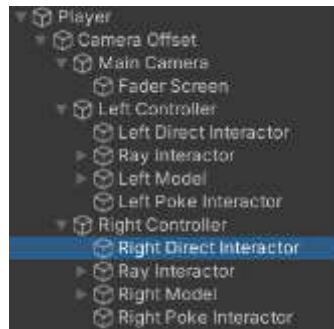 Player
Camera Offset
Main Camera
Fader Screen
Left Controller
Left Direct Interactor
Ray Interactor
Left Model
Left Poke Interactor
Right Controller
Right Direct Interactor
Ray Interactor
Right Model
Right Poke Interactor